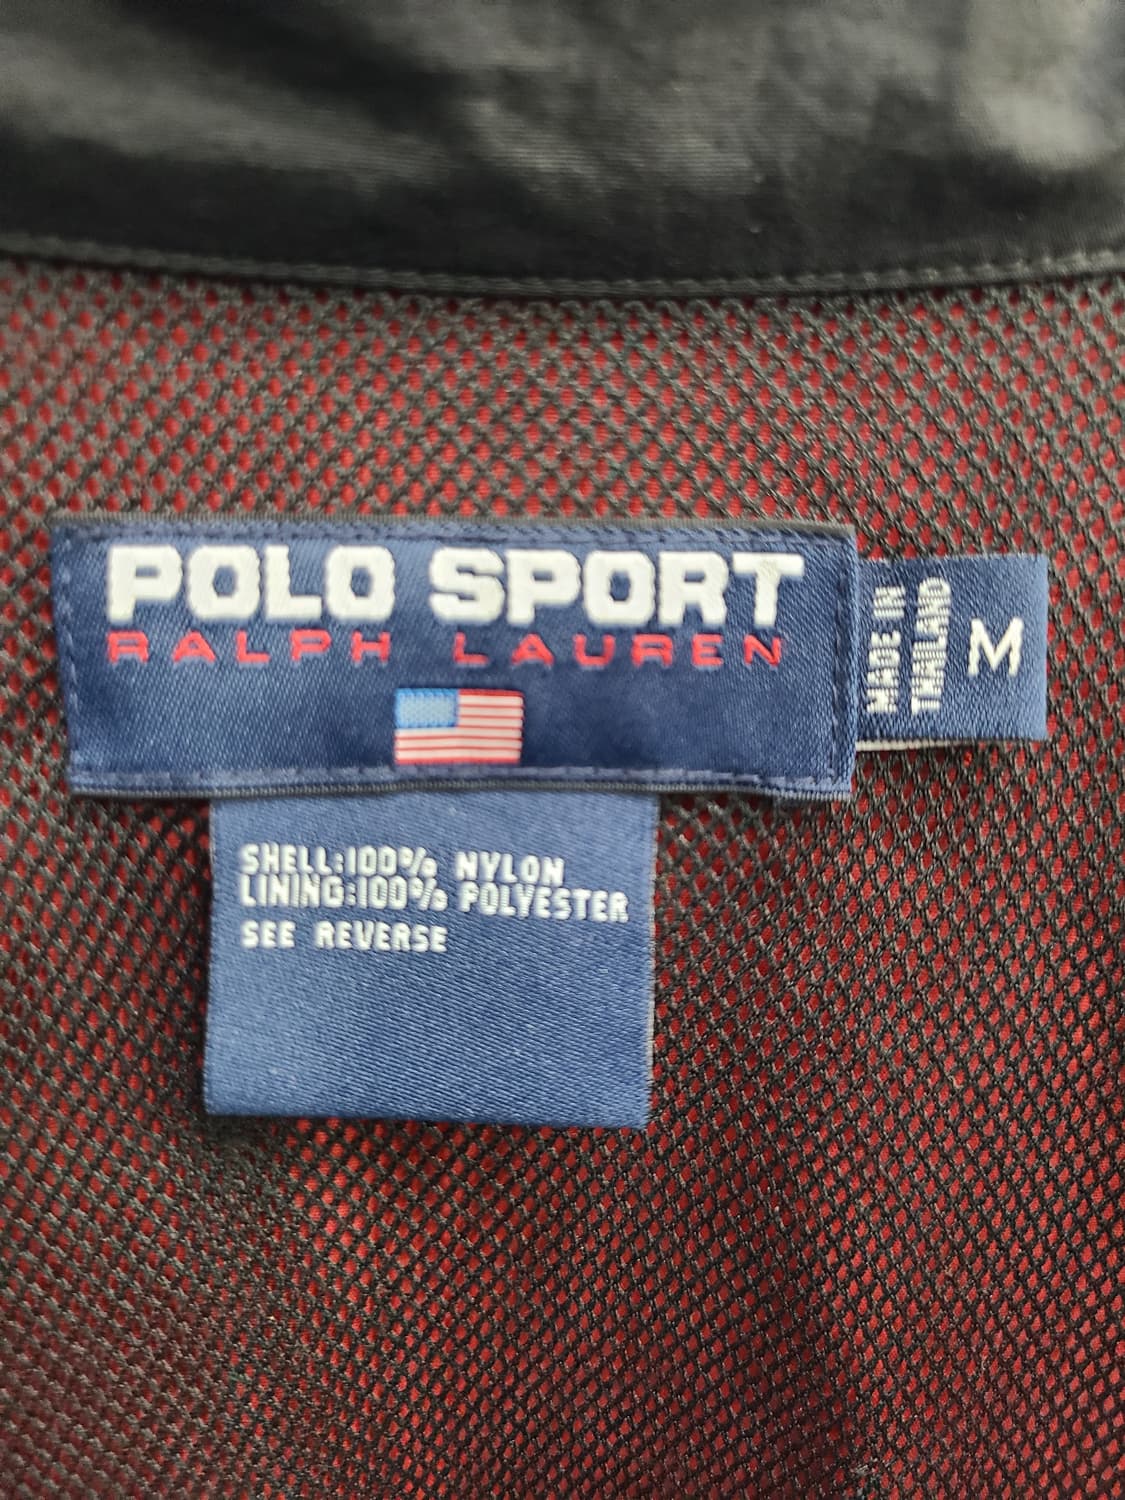 POLO SPORT
RALPH LAUREN
MADE IN
THAILAND
M
SHELL:100% NYLON
LINING:100% POLYESTER
SEE REVERSE